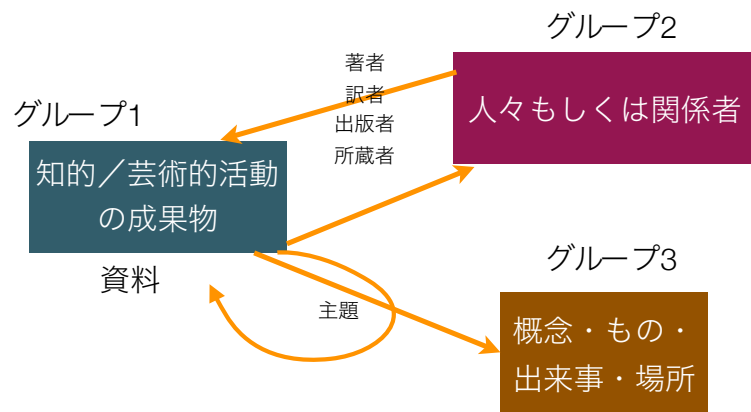 グループ2
人々もしくは関係者
著者
訳者
出版者
所蔵者
グループ1
知的／芸術的活動
の成果物
資料
主題
グループ3
概念・もの・
出来事・場所